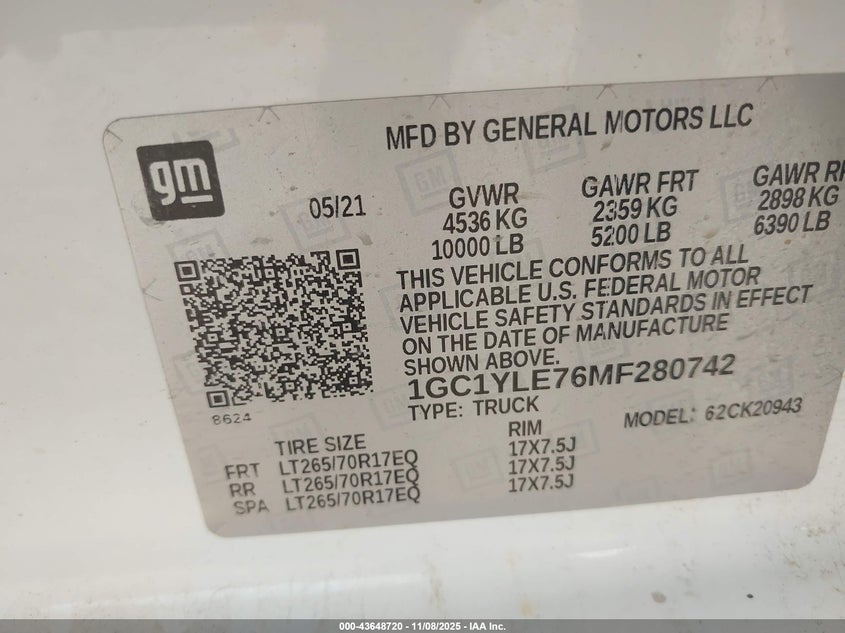 MFD BY GENERAL MOTORS LLC
gm
05/21
GVWR GAWR FRT GAWR
4536 KG 2359 KG 2898 KG
10000 LB 5200 LB 6390 LB
THIS VEHICLE CONFORMS TO ALL
APPLICABLE U.S. FEDERAL MOTOR
VEHICLE SAFETY STANDARDS IN EFFECT
ON THE DATE OF MANUFACTURE
SHOWN ABOVE.
8624
1GC1YLE76MF280742
TYPE: TRUCK MODEL: 62CK20943
TIRE SIZE RIM
FRT LT265/70R17EQ 17X7.5J
RR LT265/70R17EQ 17X7.5J
SPA LT265/70R17EQ 17X7.5J
000-43648720 - 11/08/2025 - IAA Inc.